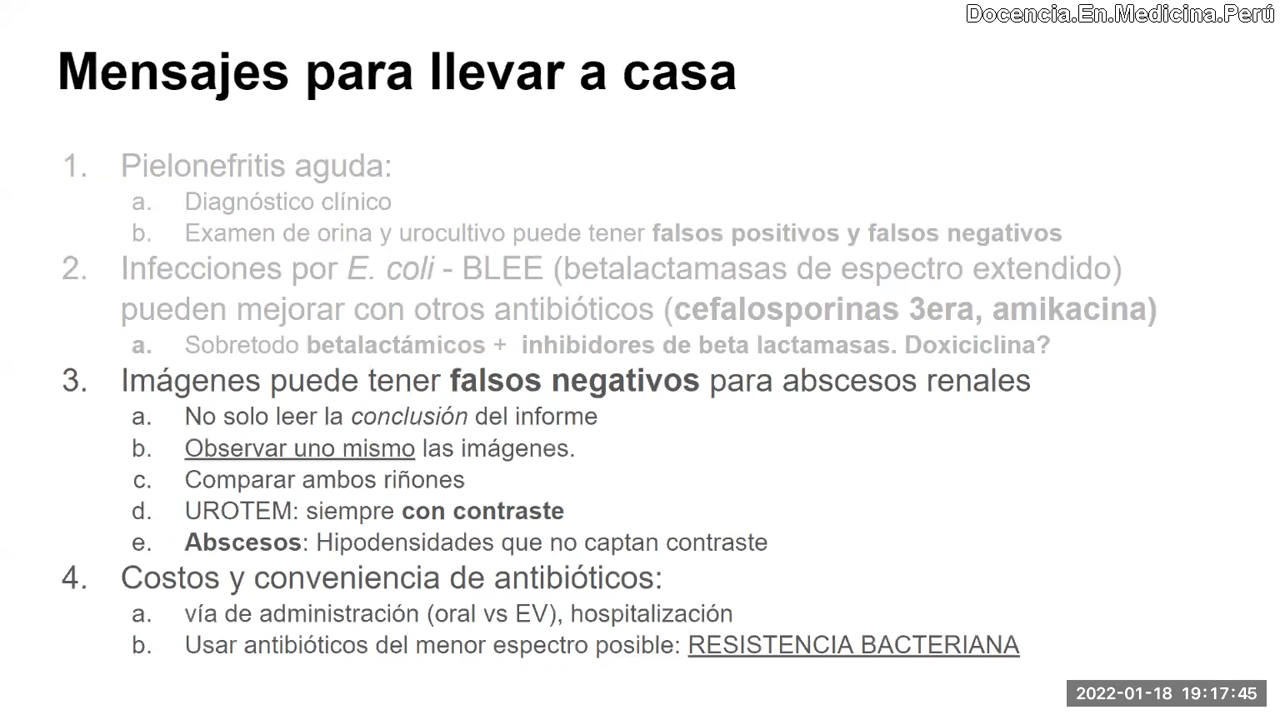 Docencia.En.Medicina.Perú
Mensajes para llevar a casa
1. Pielonefritis aguda:
a. Diagnóstico clínico
b. Examen de orina y urocultivo puede tener falsos positivos y falsos negativos
2. Infecciones por E. coli - BLEE (betalactamasas de espectro extendido)
pueden mejorar con otros antibióticos (cefalosporinas 3era, amikacina)
a. Sobretodo betalactámicos + inhibidores de beta lactamasas. Doxiciclina?
3. Imágenes puede tener falsos negativos para abscesos renales
a. No solo leer la conclusión del informe
b. Observar uno mismo las imágenes.
c. Comparar ambos riñones
d. UROTEM: siempre con contraste
e. Abscesos: Hipodensidades que no captan contraste
4. Costos y conveniencia de antibióticos:
a. vía de administración (oral vs EV), hospitalización
b. Usar antibióticos del menor espectro posible: RESISTENCIA BACTERIANA
2022-01-18 19:17:45